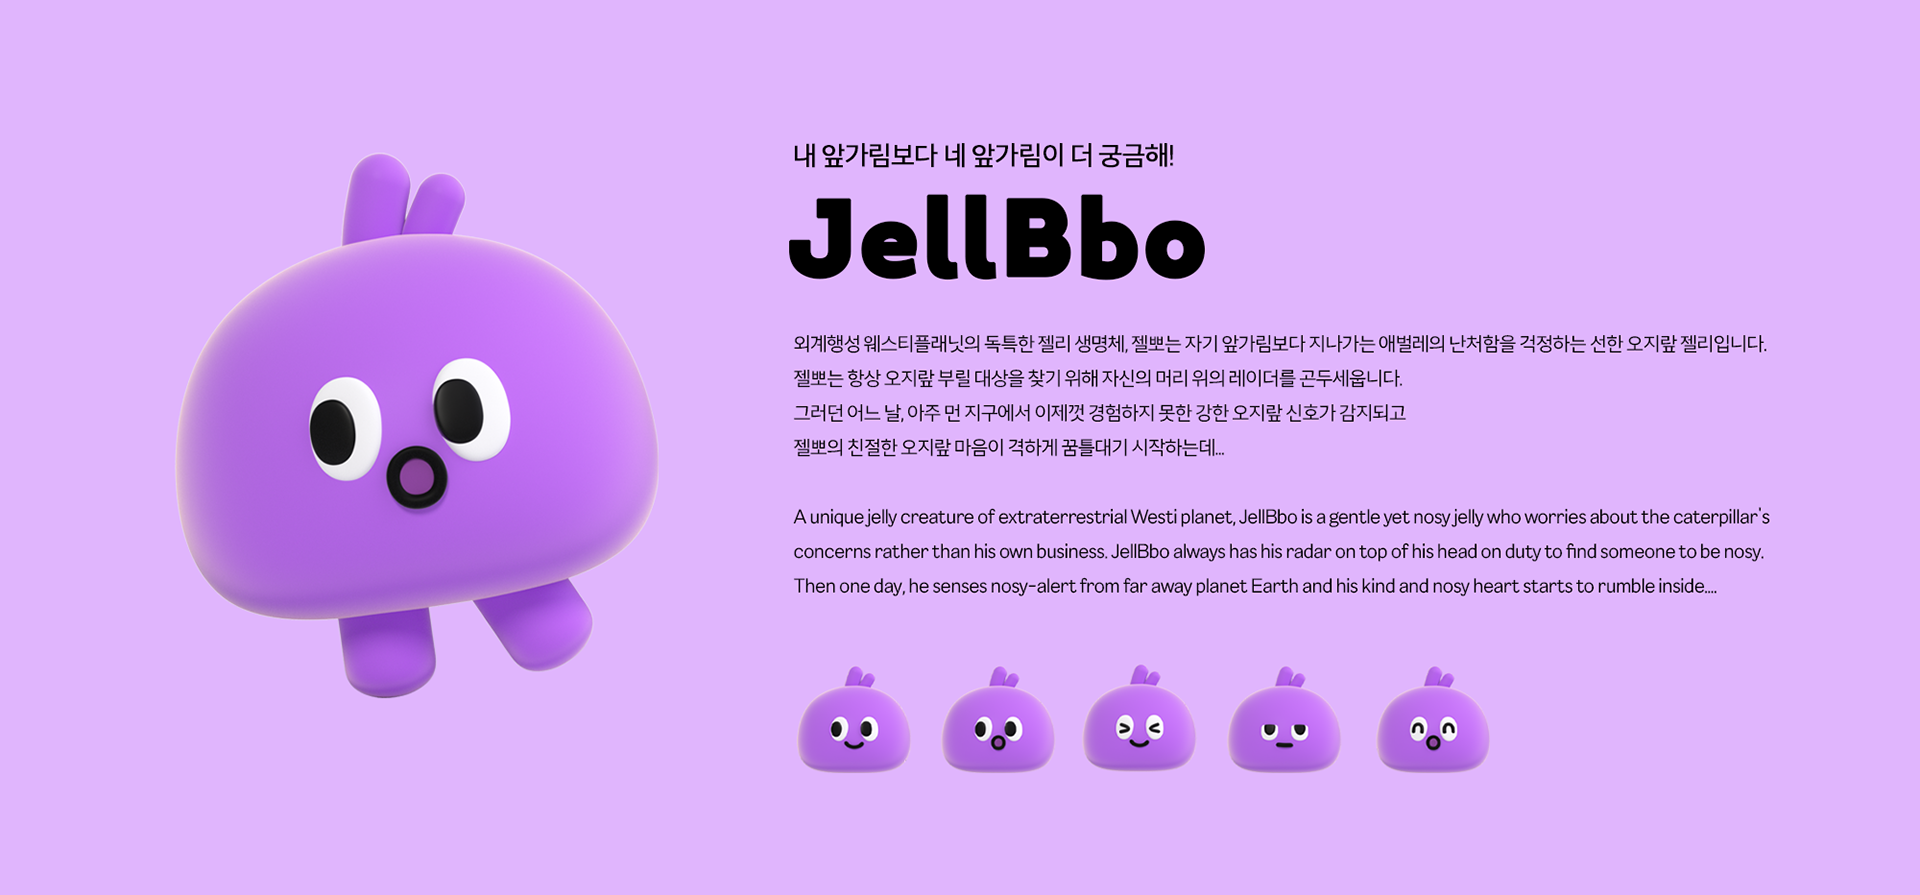 내 앞가림보다 네 앞가림이 더 궁금해!
JellBbo
외계행성 웨스티플래닛의 독특한 젤리 생명체, 젤뽀는 자기 앞가림보다 지나가는 애벌레의 난처함을 걱정하는 선한 오지랖 젤리입니다.
젤뽀는 항상 오지랖 부릴 대상을 찾기 위해 자신의 머리 위의 레이더를 곤두세웁니다.
그러던 어느 날, 아주 먼 지구에서 이제껏 경험하지 못한 강한 오지랖 신호가 감지되고
젤뽀의 친절한 오지랖 마음이 격하게 꿈틀대기 시작하는데...
A unique jelly creature of extraterrestrial Westi planet, JellBbo is a gentle yet nosy jelly who worries about the caterpillar's
concerns rather than his own business. JellBbo always has his radar on top of his head on duty to find someone to be nosy.
Then one day, he senses nosy-alert from far away planet Earth and his kind and nosy heart starts to rumble inside....